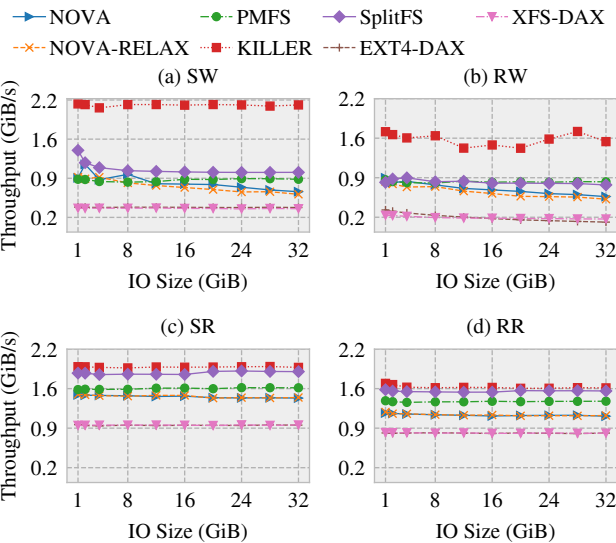 NOVA PMFS SplitFS XFS-DAX
NOVA-RELAX KILLER EXT4-DAX
(a) SW (b) RW
Throughput (GiB/s)
2.2 2.2
1.6 1.6
0.9 0.9
0.2 0.2
1 8 16 24 32 1 8 16 24 32
IO Size (GiB) IO Size (GiB)
(c) SR (d) RR
Throughput (GiB/s)
2.2 2.2
1.6 1.6
0.9 0.9
0.2 0.2
1 8 16 24 32 1 8 16 24 32
IO Size (GiB) IO Size (GiB)